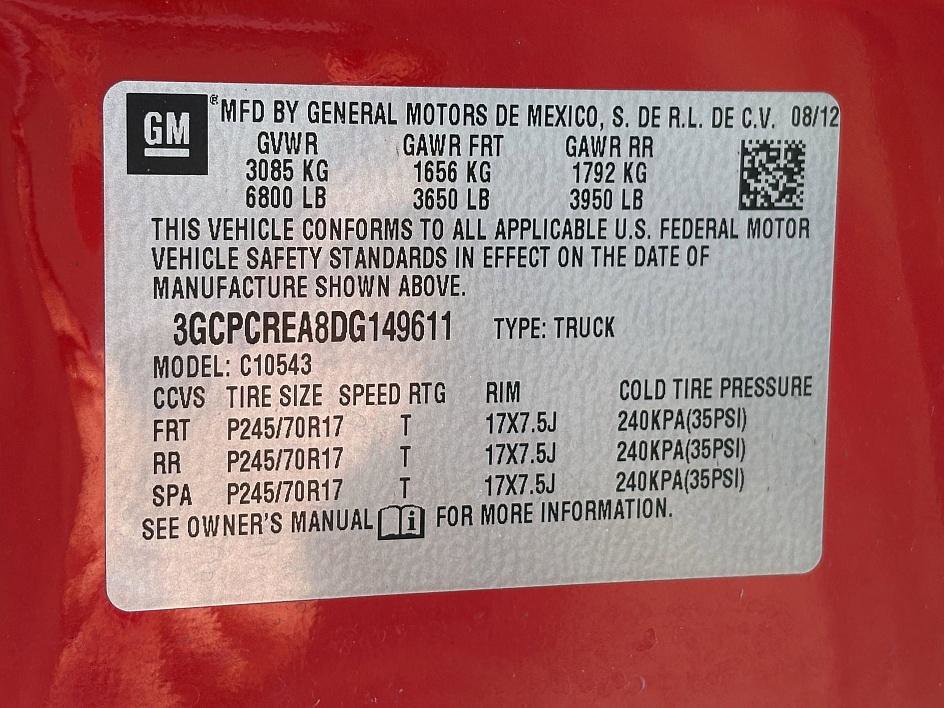 GM ® MFD BY GENERAL MOTORS DE MEXICO, S. DE R.L. DE C.V. 08/12
GVWR GAWR FRT GAWR RR
3085 KG 1656 KG 1792 KG
6800 LB 3650 LB 3950 LB
THIS VEHICLE CONFORMS TO ALL APPLICABLE U.S. FEDERAL MOTOR
VEHICLE SAFETY STANDARDS IN EFFECT ON THE DATE OF
MANUFACTURE SHOWN ABOVE.
3GCPCREA8DG149611 TYPE: TRUCK
MODEL: C10543
CCVS TIRE SIZE SPEED RTG RIM COLD TIRE PRESSURE
FRT P245/70R17 T 17X7.5J 240KPA(35PSI)
RR P245/70R17 T 17X7.5J 240KPA(35PSI)
SPA P245/70R17 T 17X7.5J 240KPA(35PSI)
SEE OWNER'S MANUAL i FOR MORE INFORMATION.